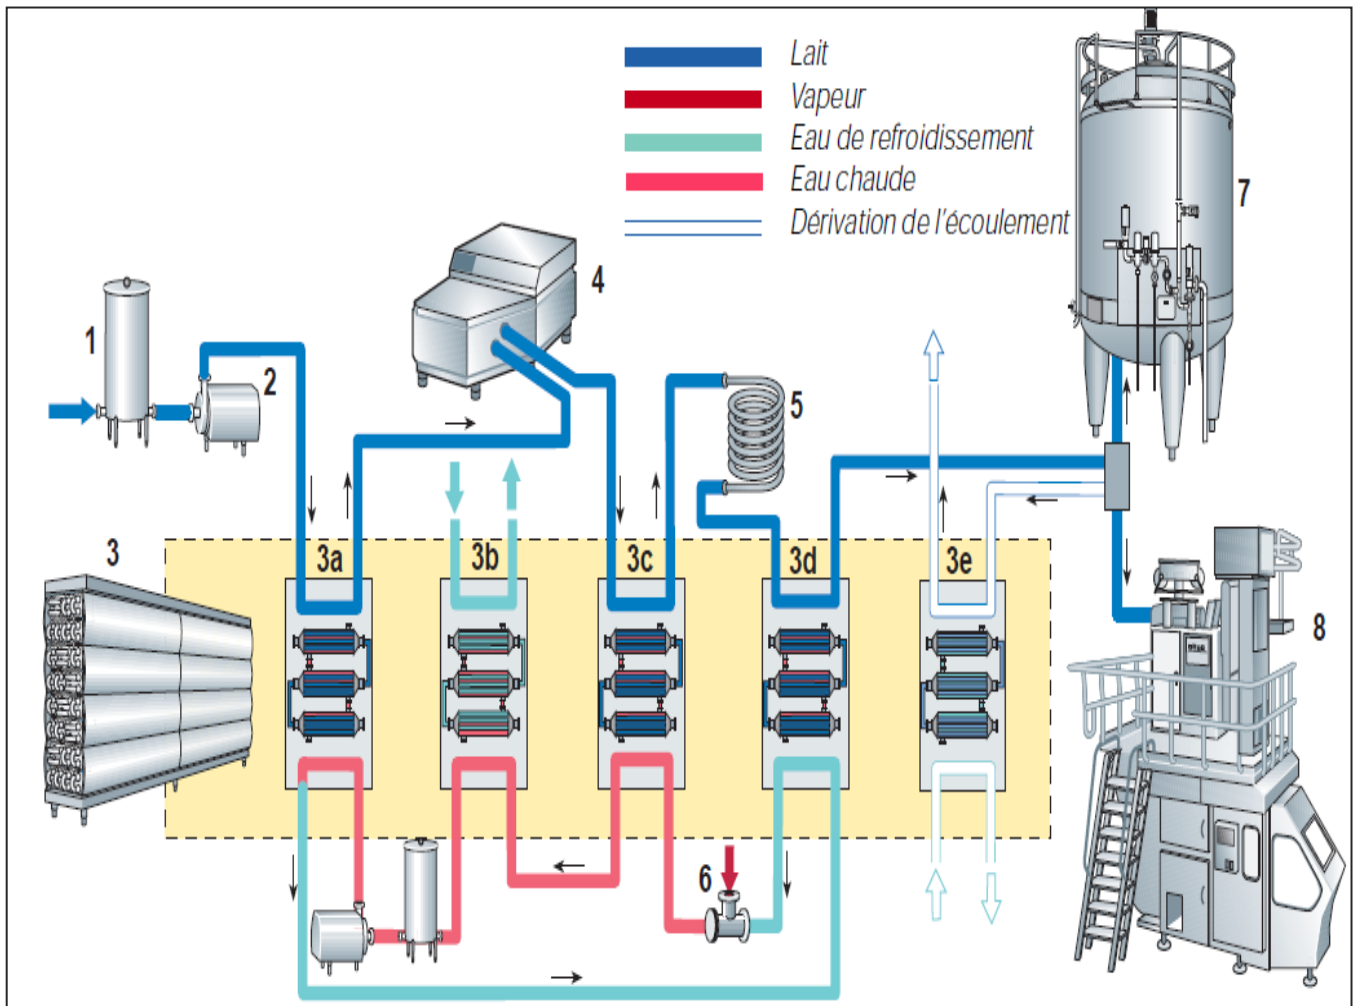 Lait
Vapeur
Eau de refroidissement
Eau chaude
Dérivation de l'écoulement
7
4
1
2
5
3
3a
3b
3c
3d
3e
8
6